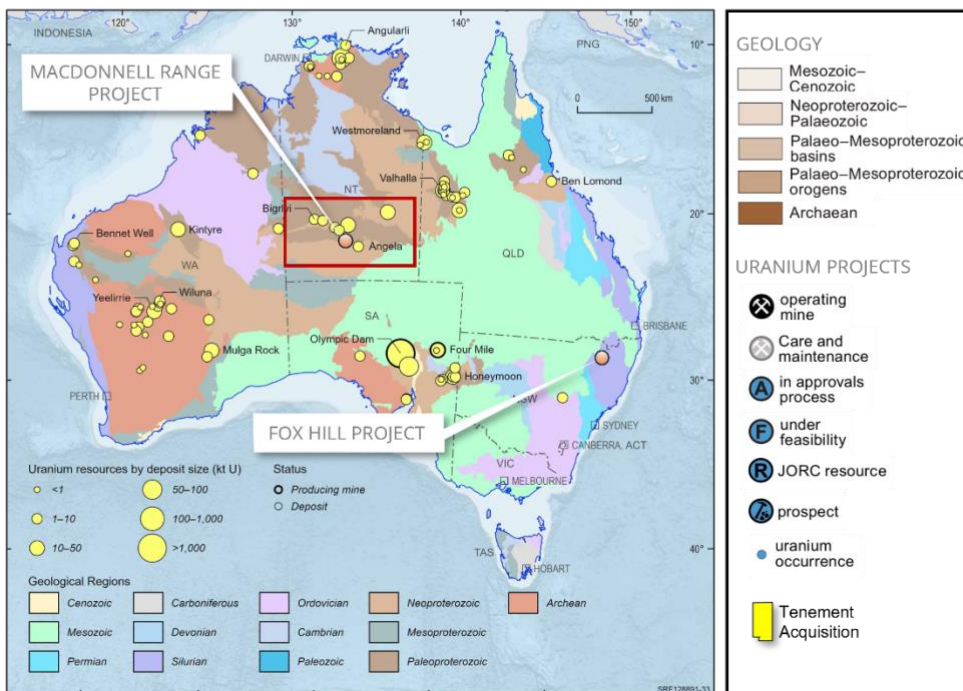 120°
130°
140°
150°
INDONESIA
PNG
10°
Angularli
DARWIN
MACDONNELL RANGE
PROJECT
0 500 km
Westmoreland
Valhalla
Ben Lomond
NT
20°
Bigrlyi
Bennet Well
Kintyre
Angela
QLD
WA
Yeelirrie
Wiluna
SA
Olympic Dam
Four Mile
BRISBANE
Mulga Rock
Honeymoon
30°
PERTH
FOX HILL PROJECT
NSW
SYDNEY
CANBERRA, ACT
VIC
MELBOURNE
TAS
HOBART
40°
Uranium resources by deposit size (kt U)
<1
1–10
10–50
50–100
100–1,000
>1,000
Status
Producing mine
Deposit
Geological Regions
Cenozoic
Carboniferous
Ordovician
Neoproterozoic
Archean
Mesozoic
Devonian
Cambrian
Mesoproterozoic
Permian
Silurian
Paleozoic
Paleoproterozoic
GEOLOGY
Mesozoic–
Cenozoic
Neoproterozoic–
Palaeozoic
Palaeo–Mesoproterozoic
basins
Palaeo–Mesoproterozoic
orogens
Archaean
URANIUM PROJECTS
operating
mine
Care and
maintenance
A in approvals
process
F under
feasibility
R JORC resource
prospect
uranium
occurrence
Tenement
Acquisition